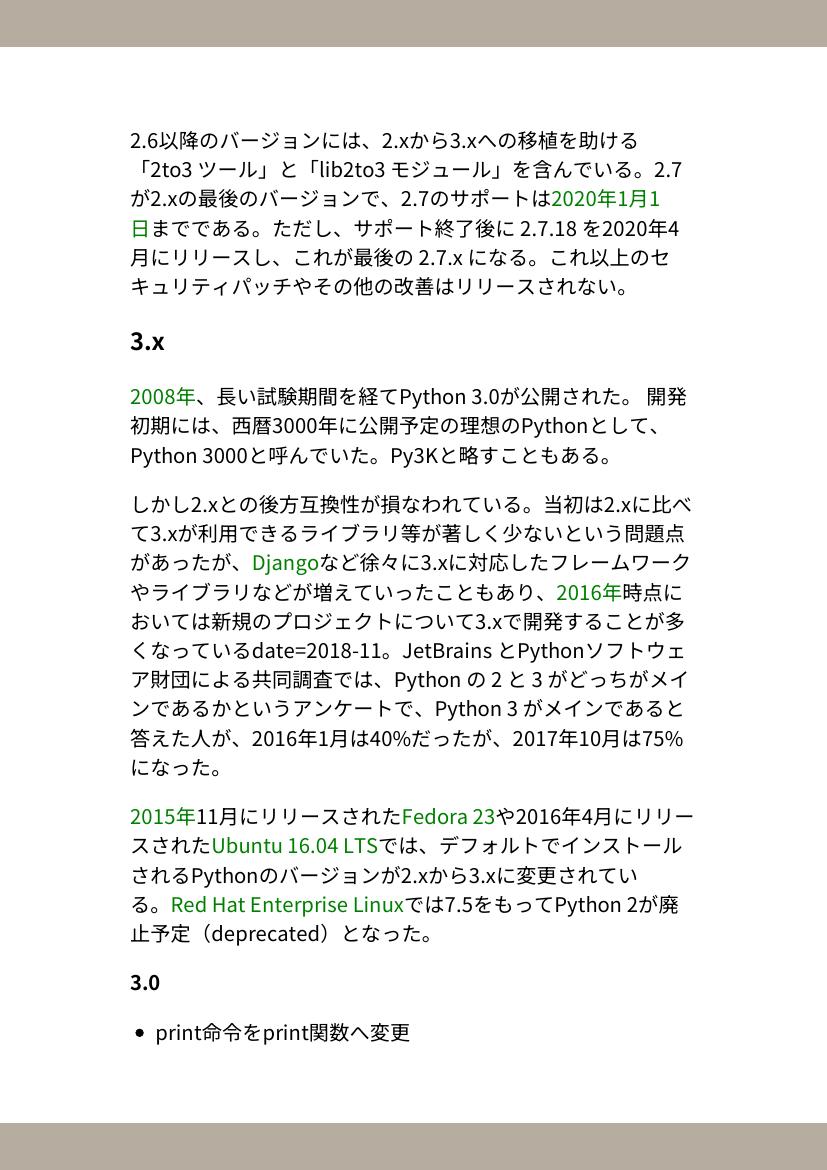 2.6以降のバージョンには、2.xから3.xへの移植を助ける
「2to3 ツール」と「lib2to3 モジュール」を含んでいる。2.7
が2.xの最後のバージョンで、2.7のサポートは2020年1月1
日までである。ただし、サポート終了後に 2.7.18 を2020年4
月にリリースし、これが最後の 2.7.x になる。これ以上のセ
キュリティパッチやその他の改善はリリースされない。
3.x
2008年、長い試験期間を経てPython 3.0が公開された。 開発
初期には、西暦3000年に公開予定の理想のPythonとして、
Python 3000と呼んでいた。Py3Kと略すこともある。
しかし2.xとの後方互換性が損なわれている。当初は2.xに比べ
て3.xが利用できるライブラリ等が著しく少ないという問題点
があったが、Djangoなど徐々に3.xに対応したフレームワーク
やライブラリなどが増えていったこともあり、2016年時点に
おいては新規のプロジェクトについて3.xで開発することが多
くなっているdate=2018-11。JetBrains とPythonソフトウェ
ア財団による共同調査では、Python の 2 と 3 がどっちがメイ
ンであるかというアンケートで、Python 3 がメインであると
答えた人が、2016年1月は40%だったが、2017年10月は75%
になった。
2015年11月にリリースされたFedora 23や2016年4月にリリー
スされたUbuntu 16.04 LTSでは、デフォルトでインストール
されるPythonのバージョンが2.xから3.xに変更されてい
る。Red Hat Enterprise Linuxでは7.5をもってPython 2が廃
止予定（deprecated）となった。
3.0
• print命令をprint関数へ変更